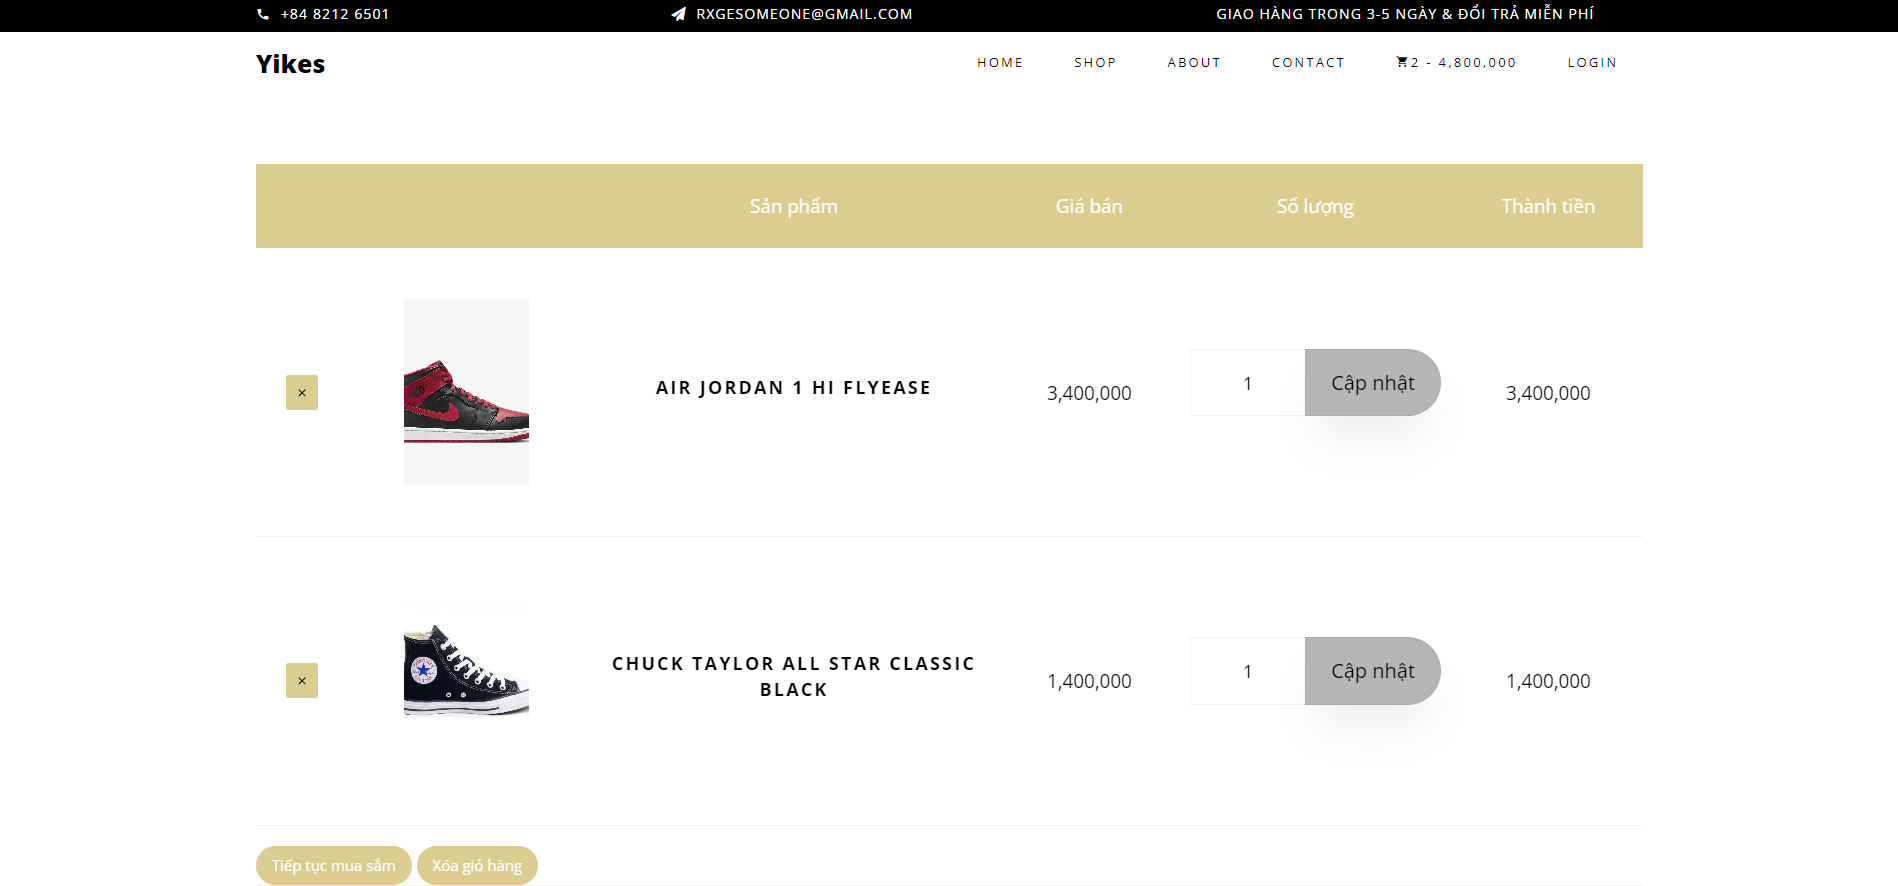 +84 8212 6501
RXGESOMEONE@GMAIL.COM
GIAO HÀNG TRONG 3-5 NGÀY & ĐỔI TRẢ MIỄN PHÍ
Yikes
HOME
SHOP
ABOUT
CONTACT
2 - 4,800,000
LOGIN
Sản phẩm
Giá bán
Số lượng
Thành tiền
×
AIR JORDAN 1 HI FLYEASE
3,400,000
1
Cập nhật
3,400,000
×
CHUCK TAYLOR ALL STAR CLASSIC
BLACK
1,400,000
1
Cập nhật
1,400,000
Tiếp tục mua sắm
Xóa giỏ hàng